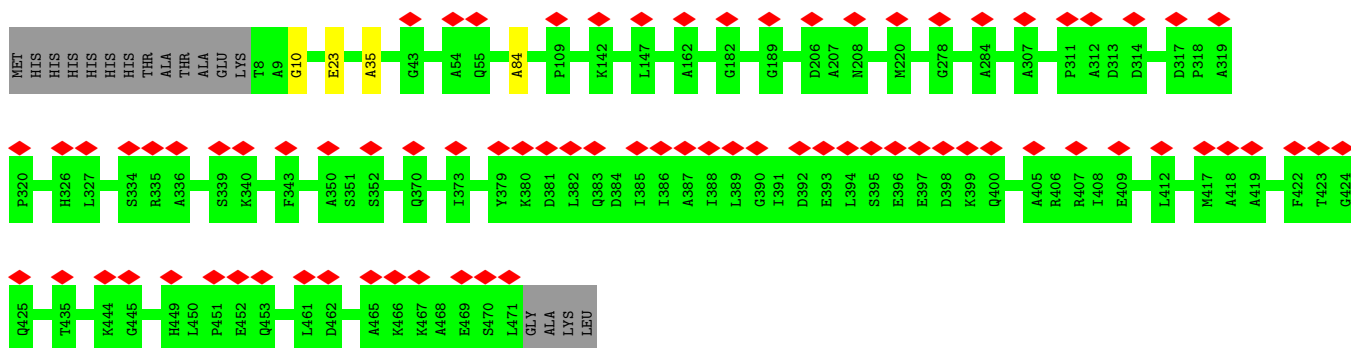 MET HIS HIS HIS HIS HIS HIS THR ALA THR ALA GLU LYS T8 A9 G10 E23 A35 G43 A54 Q55 A84 P109 K142 L147 A162 G182 G189 D206 A207 N208 M220 G278 A284 A307 P311 A312 D313 D314 D317 P318 A319
P320 H326 L327 S334 R335 A336 S339 K340 F343 A350 S351 S352 Q370 I373 Y379 K380 D381 L382 Q383 D384 I385 I386 A387 I388 L389 G390 I391 D392 E393 L394 S395 E396 E397 D398 K399 Q400 A405 R406 R407 I408 E409 L412 M417 A418 A419 F422 T423 G424
Q425 T435 K444 G445 H449 L450 P451 E452 Q453 L461 D462 A465 K466 K467 A468 E469 S470 L471 GLY ALA LYS LEU